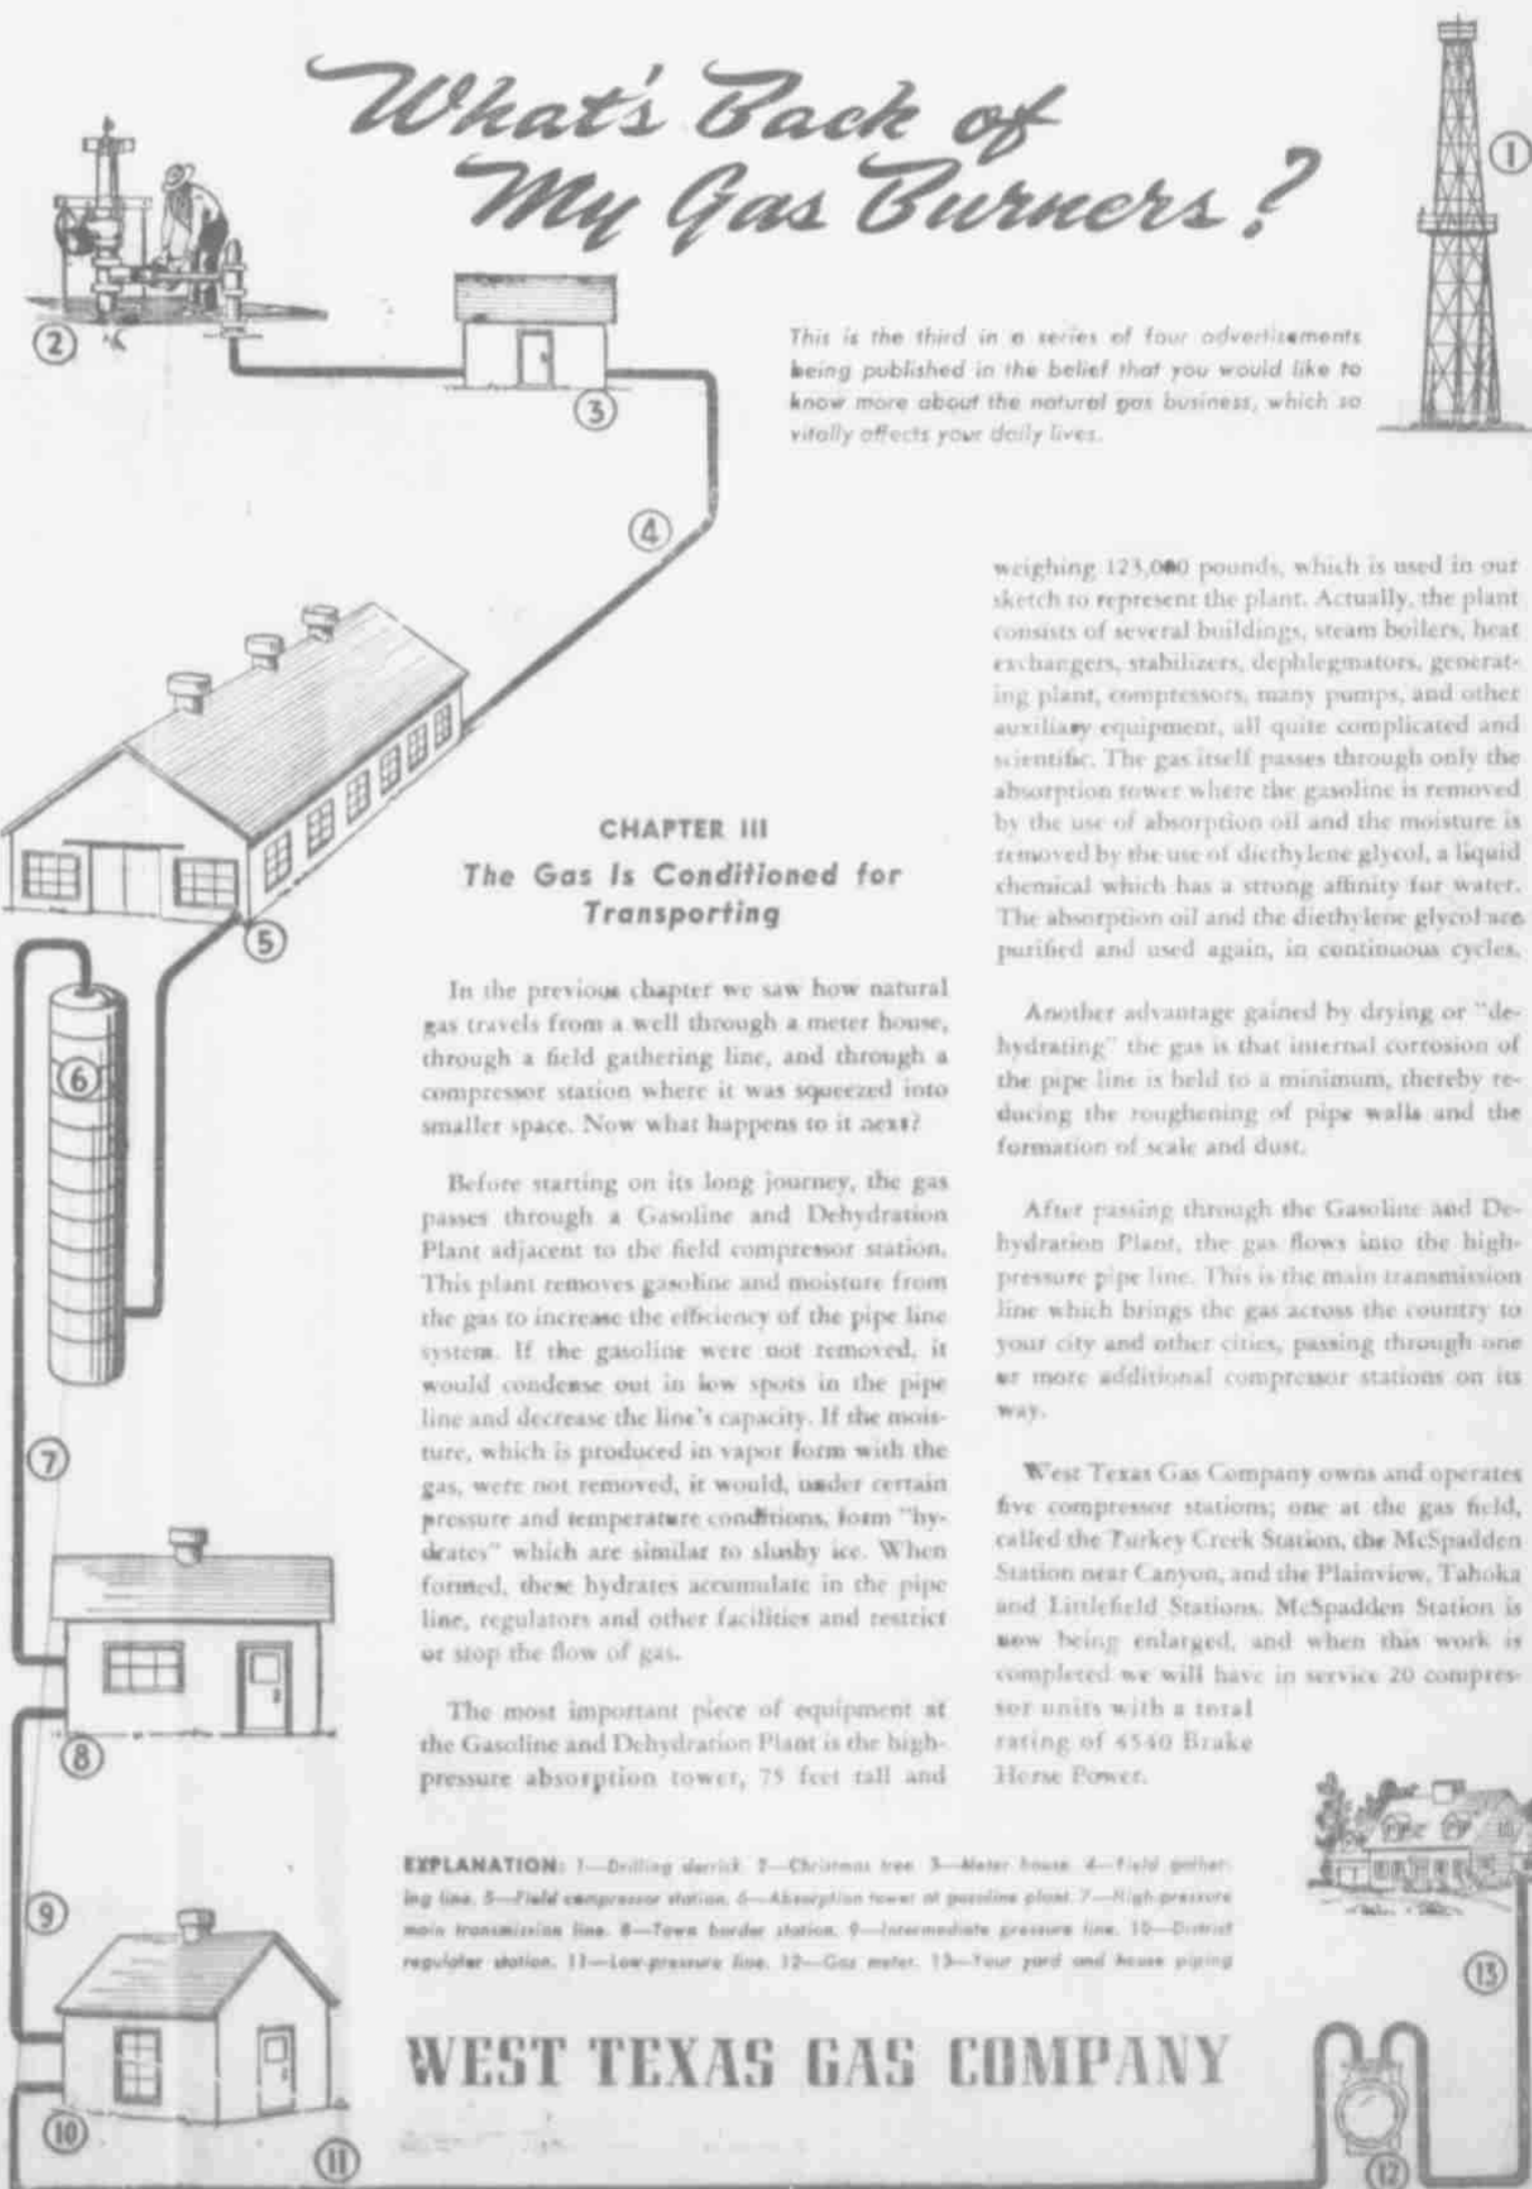 What's Back of
My Gas Burners?
1
2
3
This is the third in a series of four advertisements
being published in the belief that you would like to
know more about the natural gas business, which so
vitally affects your daily lives.
4
5
6
7
8
9
10
11
CHAPTER III
The Gas Is Conditioned for
Transporting
In the previous chapter we saw how natural
gas travels from a well through a meter house,
through a field gathering line, and through a
compressor station where it was squeezed into
smaller space. Now what happens to it next?
Before starting on its long journey, the gas
passes through a Gasoline and Dehydration
Plant adjacent to the field compressor station.
This plant removes gasoline and moisture from
the gas to increase the efficiency of the pipe line
system. If the gasoline were not removed, it
would condense out in low spots in the pipe
line and decrease the line's capacity. If the mois-
ture, which is produced in vapor form with the
gas, were not removed, it would, under certain
pressure and temperature conditions, form "hy-
drates" which are similar to slushy ice. When
formed, these hydrates accumulate in the pipe
line, regulators and other facilities and restrict
or stop the flow of gas.
The most important piece of equipment at
the Gasoline and Dehydration Plant is the high-
pressure absorption tower, 75 feet tall and
weighing 123,000 pounds, which is used in our
sketch to represent the plant. Actually, the plant
consists of several buildings, steam boilers, heat
exchangers, stabilizers, dephlegmators, generat-
ing plant, compressors, many pumps, and other
auxiliary equipment, all quite complicated and
scientific. The gas itself passes through only the
absorption tower where the gasoline is removed
by the use of absorption oil and the moisture is
removed by the use of diethylene glycol, a liquid
chemical which has a strong affinity for water.
The absorption oil and the diethylene glycol are
purified and used again, in continuous cycles.
Another advantage gained by drying or "de-
hydrating" the gas is that internal corrosion of
the pipe line is held to a minimum, thereby re-
ducing the roughening of pipe walls and the
formation of scale and dust.
After passing through the Gasoline and De-
hydration Plant, the gas flows into the high-
pressure pipe line. This is the main transmission
line which brings the gas across the country to
your city and other cities, passing through one
or more additional compressor stations on its
way.
West Texas Gas Company owns and operates
five compressor stations; one at the gas field,
called the Turkey Creek Station, the McSpadden
Station near Canyon, and the Plainview, Tahoka
and Littlefield Stations. McSpadden Station is
now being enlarged, and when this work is
completed we will have in service 20 compres-
sor units with a total
rating of 4540 Brake
Horse Power.
EXPLANATION: 1—Drilling derrick. 2—Christmas tree. 3—Meter house. 4—Field gather-
ing line. 5—Field compressor station. 6—Absorption tower at gasoline plant. 7—High-pressure
main transmission line. 8—Town border station. 9—Intermediate pressure line. 10—District
regulator station. 11—Low-pressure line. 12—Gas meter. 13—Your yard and house piping
13
WEST TEXAS GAS COMPANY
12